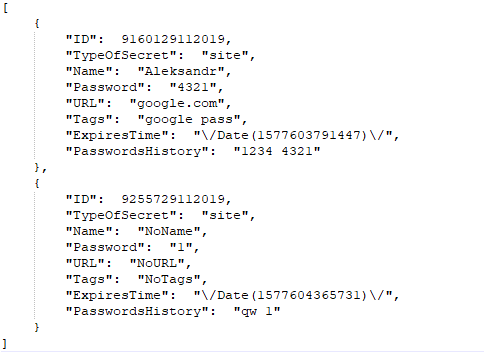 [
    {
        "ID":  9160129112019,
        "TypeOfSecret":  "site",
        "Name":  "Aleksandr",
        "Password":  "4321",
        "URL":  "google.com",
        "Tags":  "google pass",
        "ExpiresTime":  "\/Date(1577603791447)\/",
        "PasswordsHistory":  "1234 4321"
    },
    {
        "ID":  9255729112019,
        "TypeOfSecret":  "site",
        "Name":  "NoName",
        "Password":  "1",
        "URL":  "NoURL",
        "Tags":  "NoTags",
        "ExpiresTime":  "\/Date(1577604365731)\/",
        "PasswordsHistory":  "qw 1"
    }
]